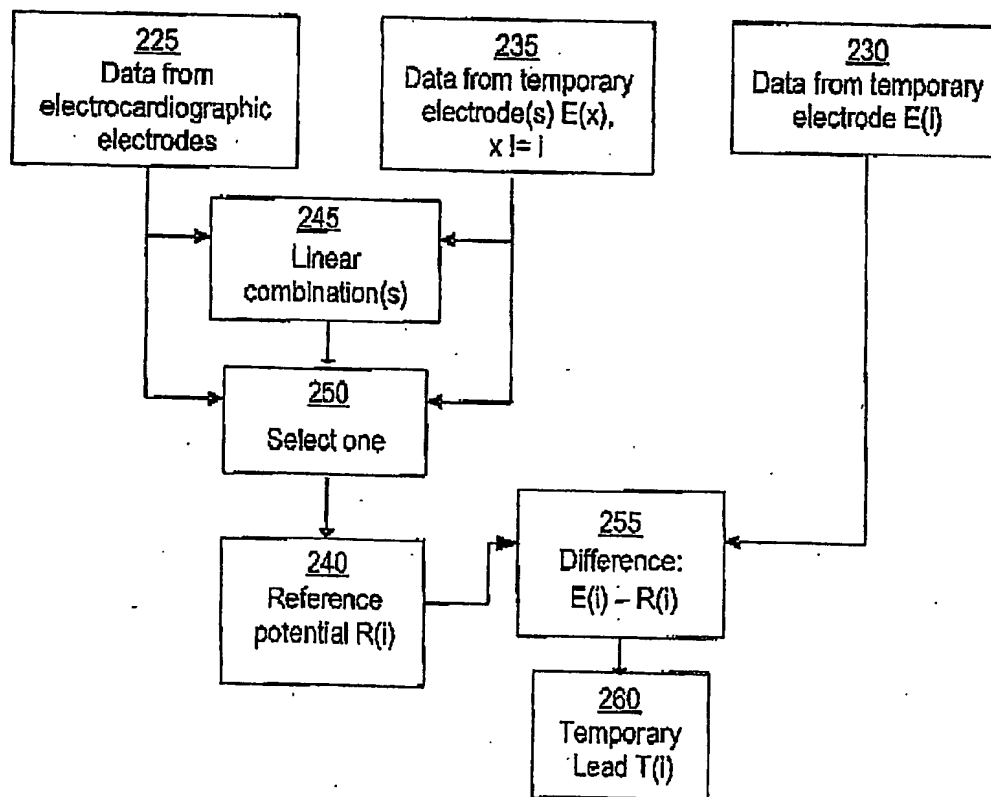 225
Data from
electrocardiographic
electrodes
235
Data from temporary
electrode(s) E(x),
x != i
230
Data from temporary
electrode E(i)
245
Linear
combination(s)
250
Select one
240
Reference
potential R(i)
255
Difference:
E(i) – R(i)
260
Temporary
Lead T(i)